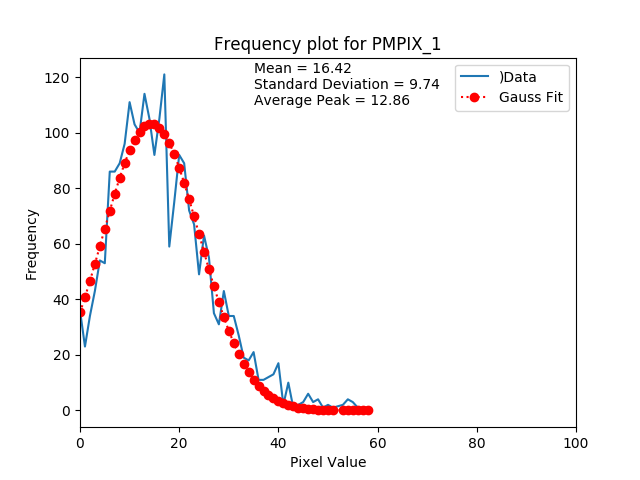 Frequency plot for PMPIX_1
Mean = 16.42
Standard Deviation = 9.74
Average Peak = 12.86
)Data
Gauss Fit
Frequency
120
100
80
60
40
20
0
0 20 40 60 80 100
Pixel Value